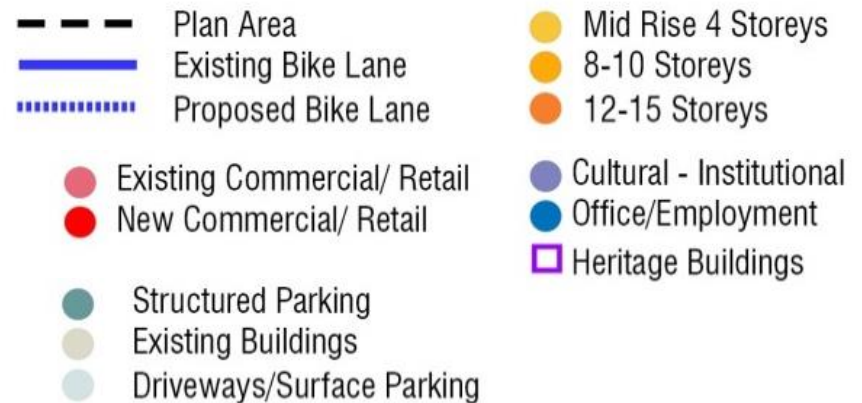 Plan Area
Existing Bike Lane
Proposed Bike Lane
Existing Commercial/ Retail
New Commercial/ Retail
Structured Parking
Existing Buildings
Driveways/Surface Parking
Mid Rise 4 Storeys
8-10 Storeys
12-15 Storeys
Cultural - Institutional
Office/Employment
Heritage Buildings